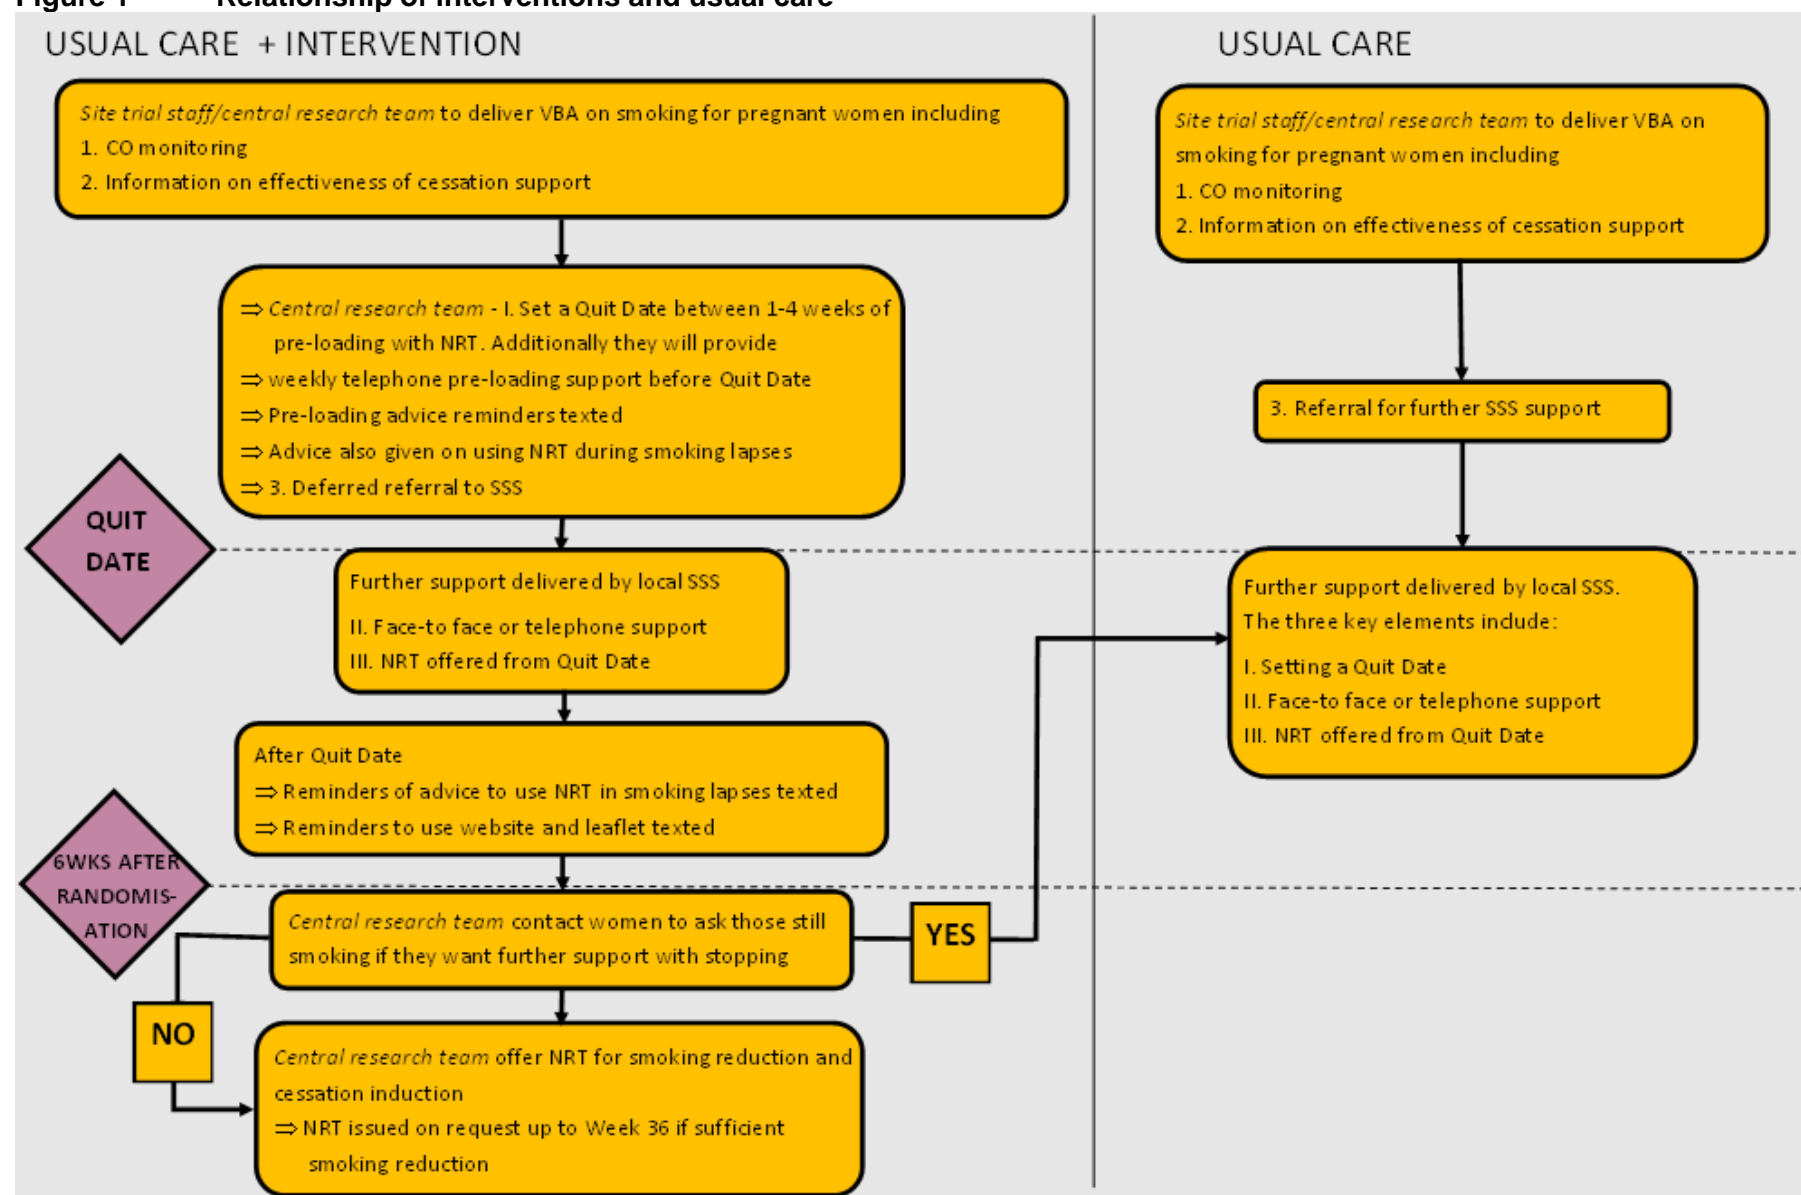 Figure 1 Relationship of interventions and usual care
USUAL CARE + INTERVENTION
Site trial staff/central research team to deliver VBA on smoking for pregnant women including
1. CO monitoring
2. Information on effectiveness of cessation support
⇒ Central research team - I. Set a Quit Date between 1-4 weeks of
pre-loading with NRT. Additionally they will provide
⇒ weekly telephone pre-loading support before Quit Date
⇒ Pre-loading advice reminders texted
⇒ Advice also given on using NRT during smoking lapses
⇒ 3. Deferred referral to SSS
QUIT
DATE
Further support delivered by local SSS
II. Face-to face or telephone support
III. NRT offered from Quit Date
After Quit Date
⇒ Reminders of advice to use NRT in smoking lapses texted
⇒ Reminders to use website and leaflet texted
6WKS AFTER
RANDOMIS-
ATION
Central research team contact women to ask those still
smoking if they want further support with stopping
YES
NO
Central research team offer NRT for smoking reduction and
cessation induction
⇒ NRT issued on request up to Week 36 if sufficient
smoking reduction
USUAL CARE
Site trial staff/central research team to deliver VBA on
smoking for pregnant women including
1. CO monitoring
2. Information on effectiveness of cessation support
3. Referral for further SSS support
Further support delivered by local SSS.
The three key elements include:
I. Setting a Quit Date
II. Face-to face or telephone support
III. NRT offered from Quit Date